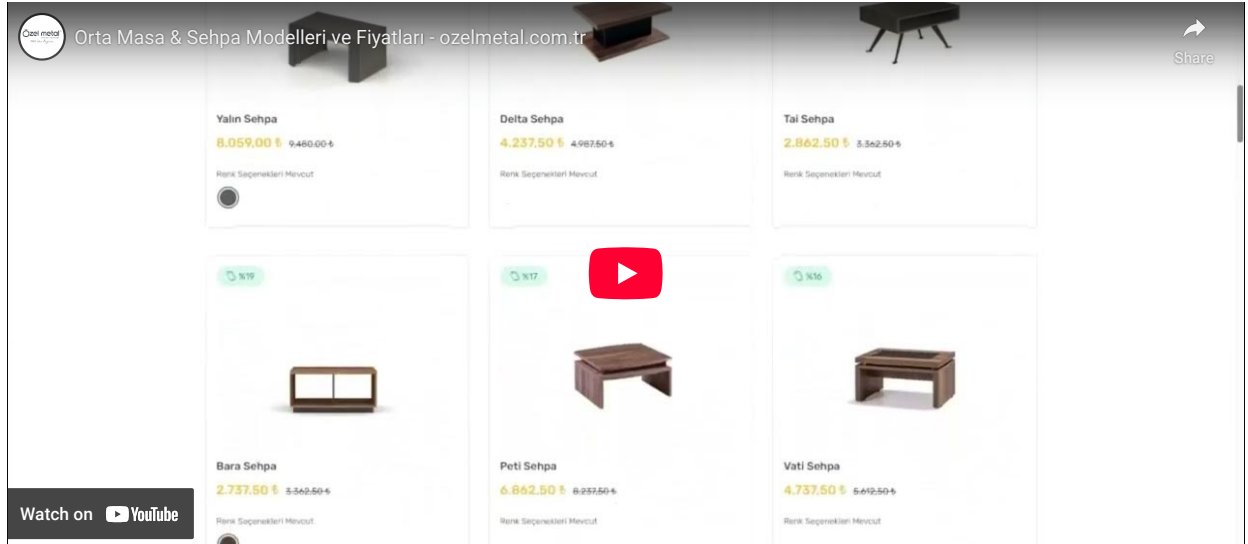 Özel metal
Orta Masa & Sehpa Modelleri ve Fiyatları - ozelmetal.com.tr
Share
Yalın Sehpa
8.059,00 ₺ 9.480,00 ₺
Renk Seçenekleri Mevcut
Delta Sehpa
4.237,50 ₺ 4.987,50 ₺
Renk Seçenekleri Mevcut
Tai Sehpa
2.862,50 ₺ 3.362,50 ₺
Renk Seçenekleri Mevcut
%19
Bara Sehpa
2.737,50 ₺ 3.362,50 ₺
Renk Seçenekleri Mevcut
%17
Peti Sehpa
6.862,50 ₺ 8.237,50 ₺
Renk Seçenekleri Mevcut
%16
Vati Sehpa
4.737,50 ₺ 5.612,50 ₺
Renk Seçenekleri Mevcut
Watch on YouTube